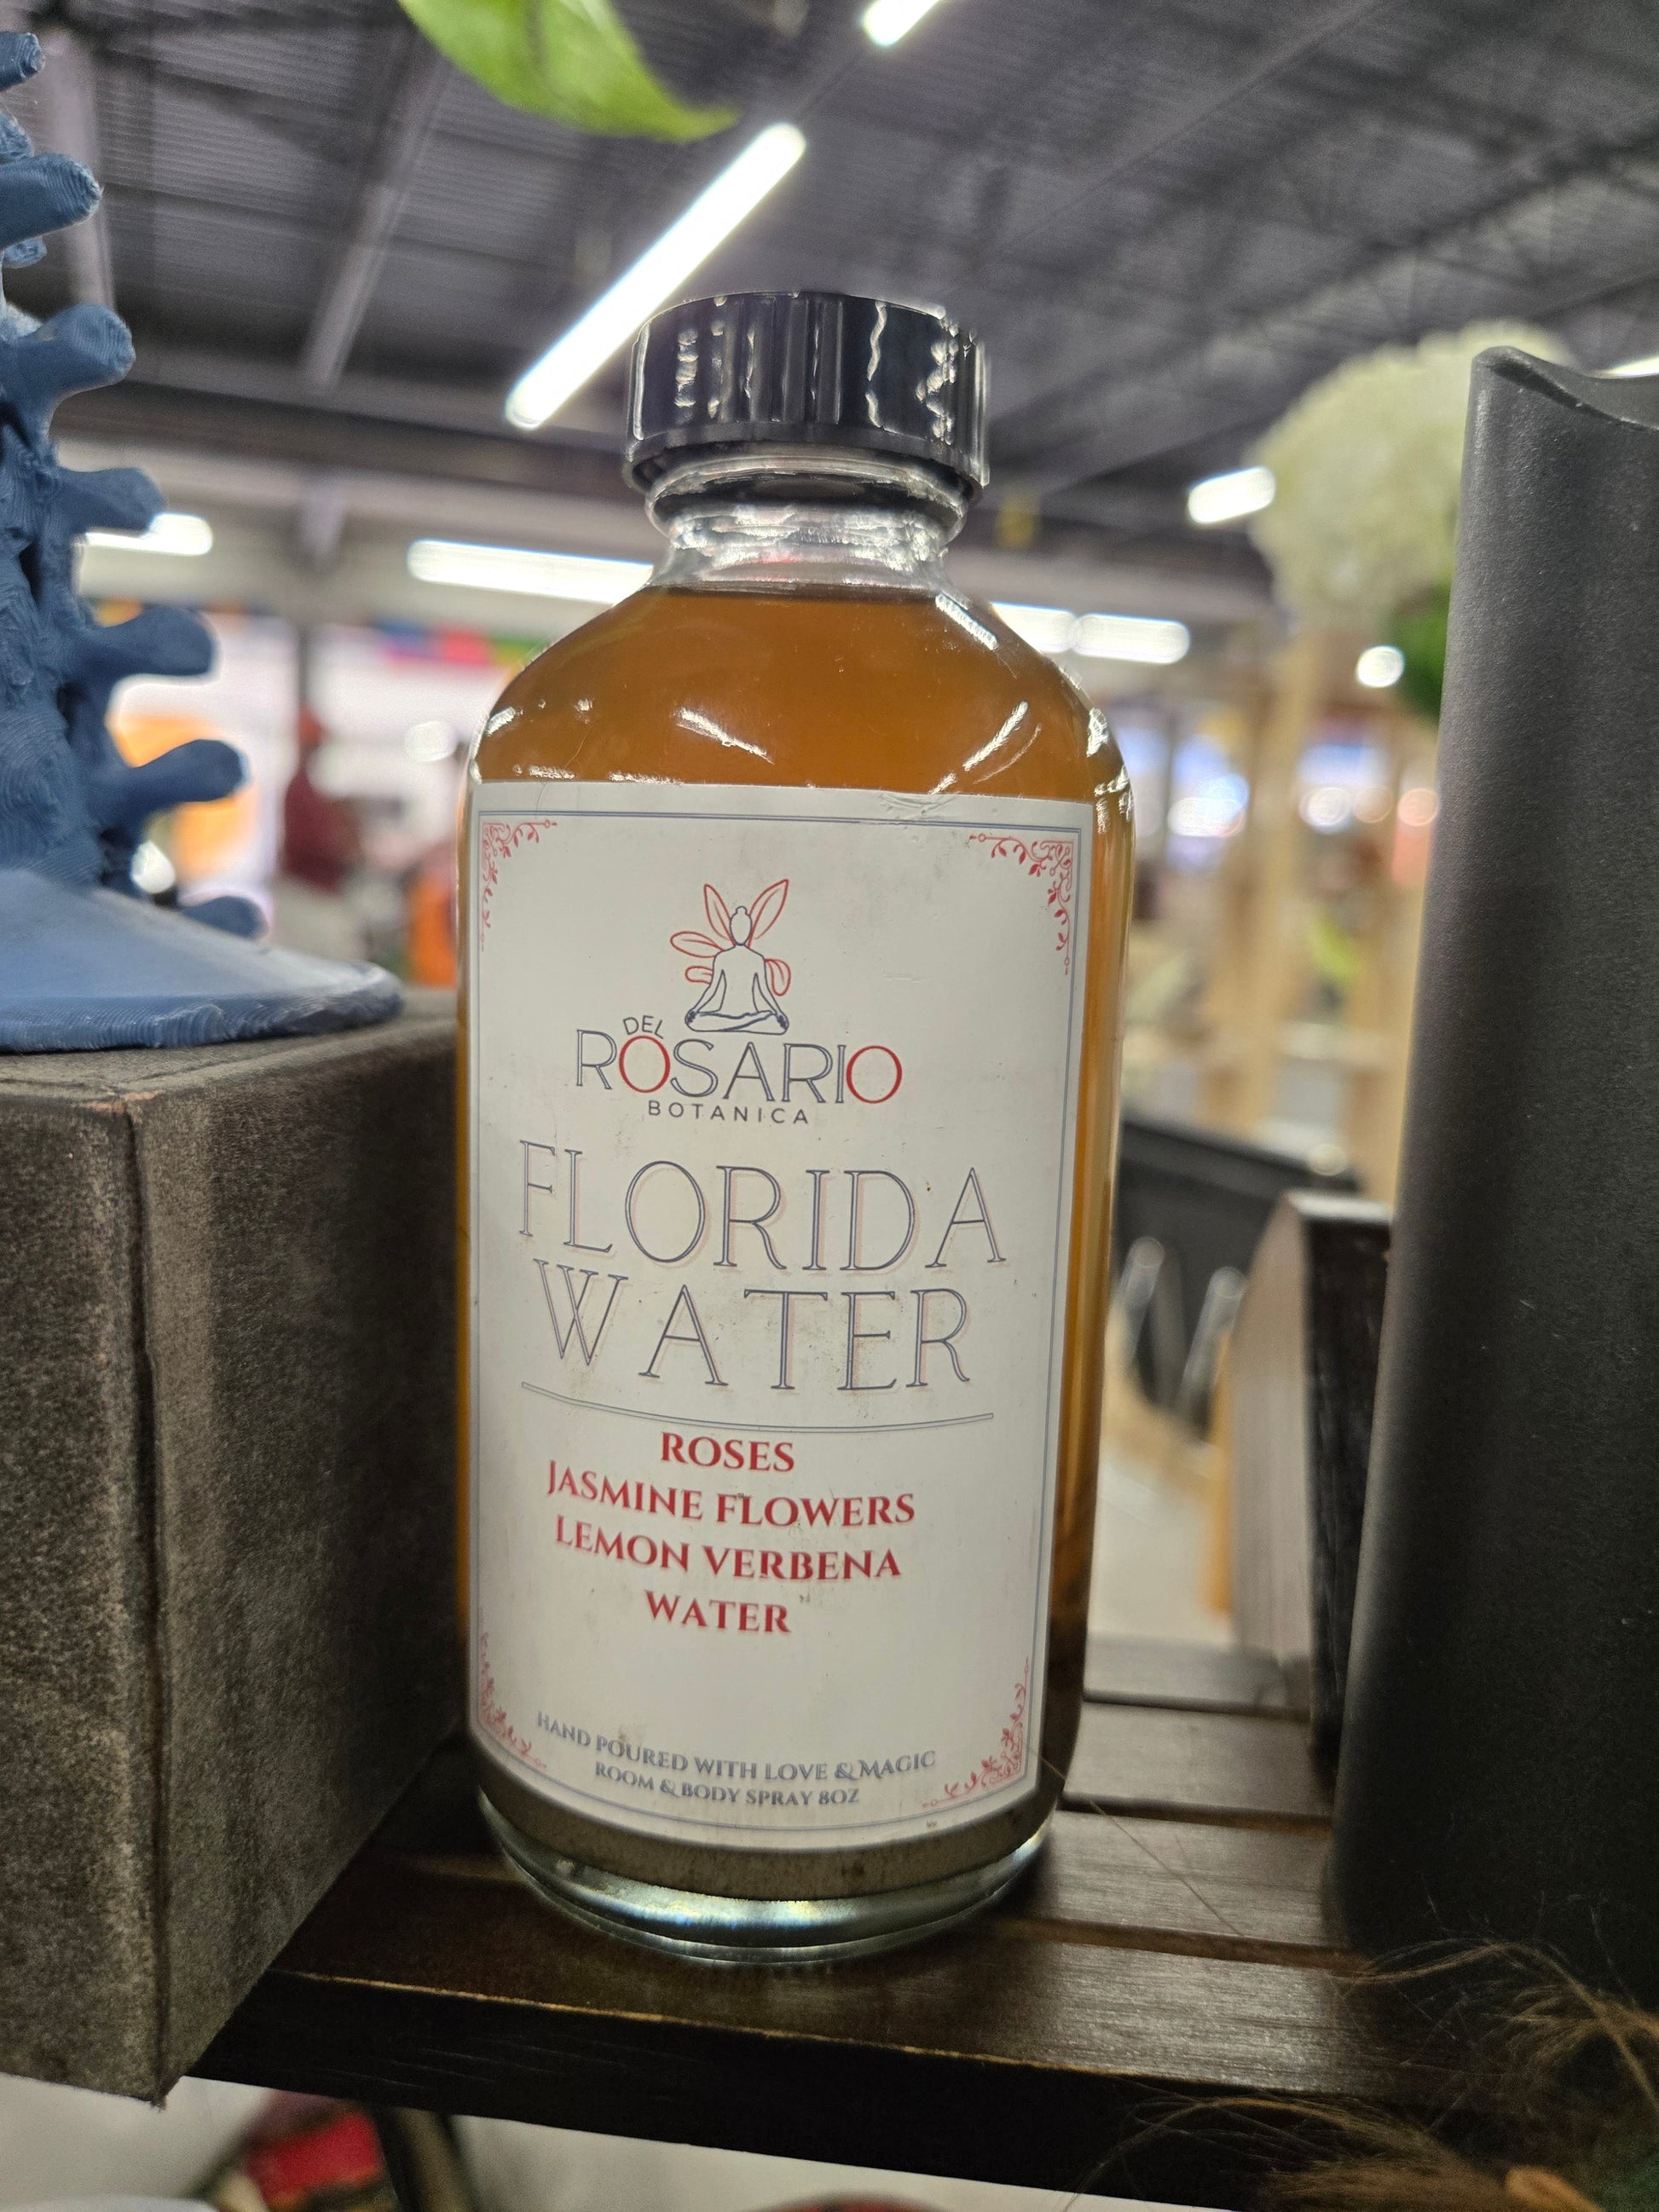 DEL
ROSARIO
BOTANICA
FLORIDA
WATER
ROSES
JASMINE FLOWERS
LEMON VERBENA
WATER
HAND POURED WITH LOVE & MAGIC
ROOM & BODY SPRAY 8OZ